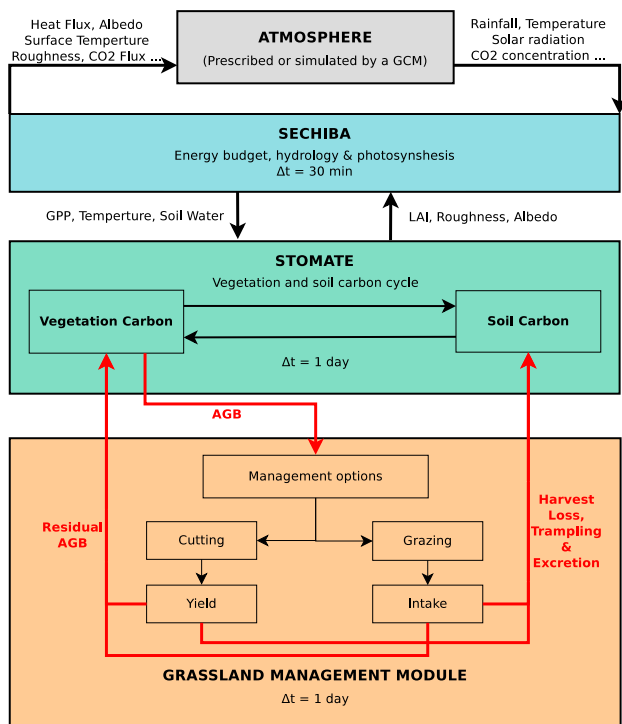 Heat Flux, Albedo
Surface Temperture
Roughness, CO2 Flux ...
ATMOSPHERE
(Prescribed or simulated by a GCM)
Rainfall, Temperature
Solar radiation
CO2 concentration ...
SECHIBA
Energy budget, hydrology & photosynshesis
Δt = 30 min
GPP, Temperture, Soil Water
LAI, Roughness, Albedo
STOMATE
Vegetation and soil carbon cycle
Vegetation Carbon
Soil Carbon
Δt = 1 day
AGB
Management options
Residual
AGB
Harvest
Loss,
Trampling
&
Excretion
Cutting
Grazing
Yield
Intake
GRASSLAND MANAGEMENT MODULE
Δt = 1 day